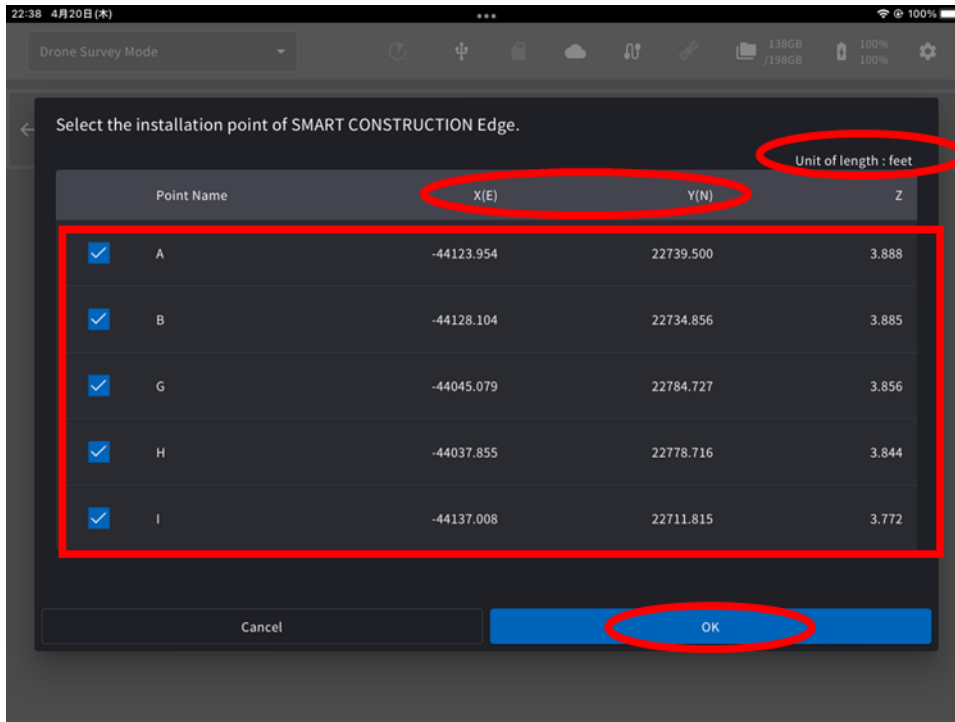 22:38 4月20日(木) 100%
Drone Survey Mode 138GB 100%
/198GB 100%
Select the installation point of SMART CONSTRUCTION Edge.
Unit of length : feet
Point Name X(E) Y(N) Z
A -44123.954 22739.500 3.888
B -44128.104 22734.856 3.885
G -44045.079 22784.727 3.856
H -44037.855 22778.716 3.844
I -44137.008 22711.815 3.772
Cancel OK